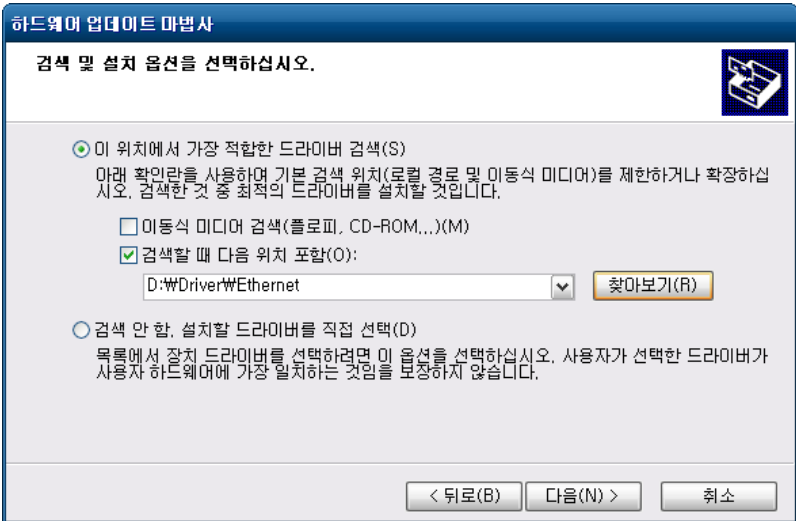 하드웨어 업데이트 마법사
검색 및 설치 옵션을 선택하십시오.
이 위치에서 가장 적합한 드라이버 검색(S)
아래 확인란을 사용하여 기본 검색 위치(로컬 경로 및 이동식 미디어)를 제한하거나 확장하십
시오. 검색한 것 중 최적의 드라이버를 설치할 것입니다.
이동식 미디어 검색(플로피, CD-ROM...)(M)
검색할 때 다음 위치 포함(O):
D:₩Driver₩Ethernet
찾아보기(R)
검색 안 함. 설치할 드라이버를 직접 선택(D)
목록에서 장치 드라이버를 선택하려면 이 옵션을 선택하십시오. 사용자가 선택한 드라이버가
사용자 하드웨어에 가장 일치하는 것임을 보장하지 않습니다.
< 뒤로(B) 다음(N) > 취소